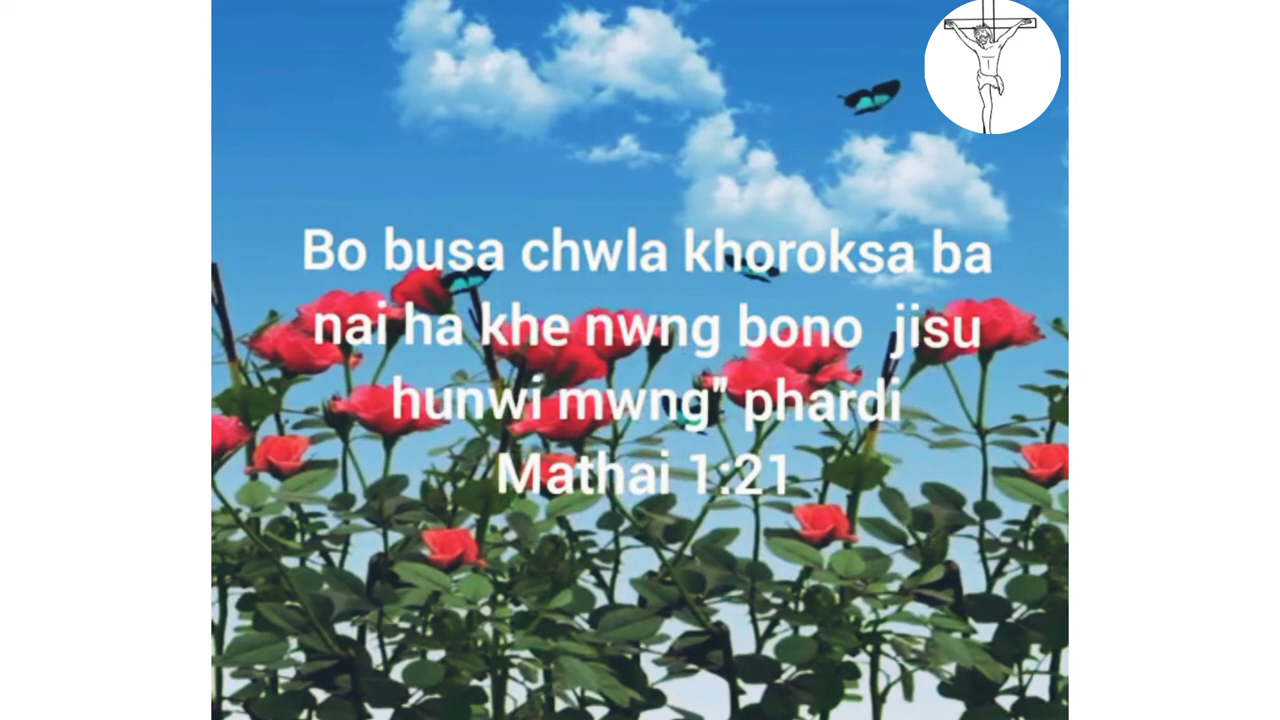 Bo busa chwla khoroksa ba
nai ha khe nwng bono jisu
hunwi mwng" phardi
Mathai 1:21